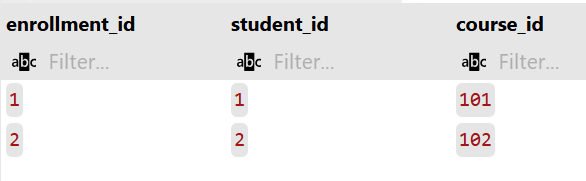 enrollment_id student_id course_id
abc Filter... abc Filter... abc Filter...
1 1 101
2 2 102